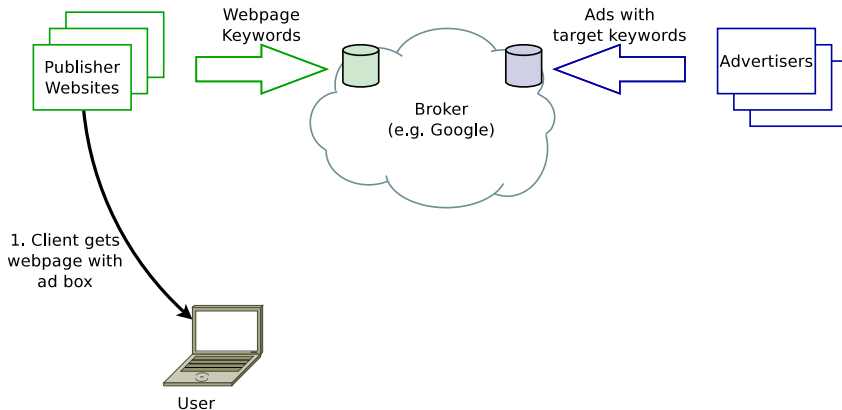 Webpage
Keywords
Ads with
target keywords
Publisher
Websites
Advertisers
Broker
(e.g. Google)
1. Client gets
webpage with
ad box
User